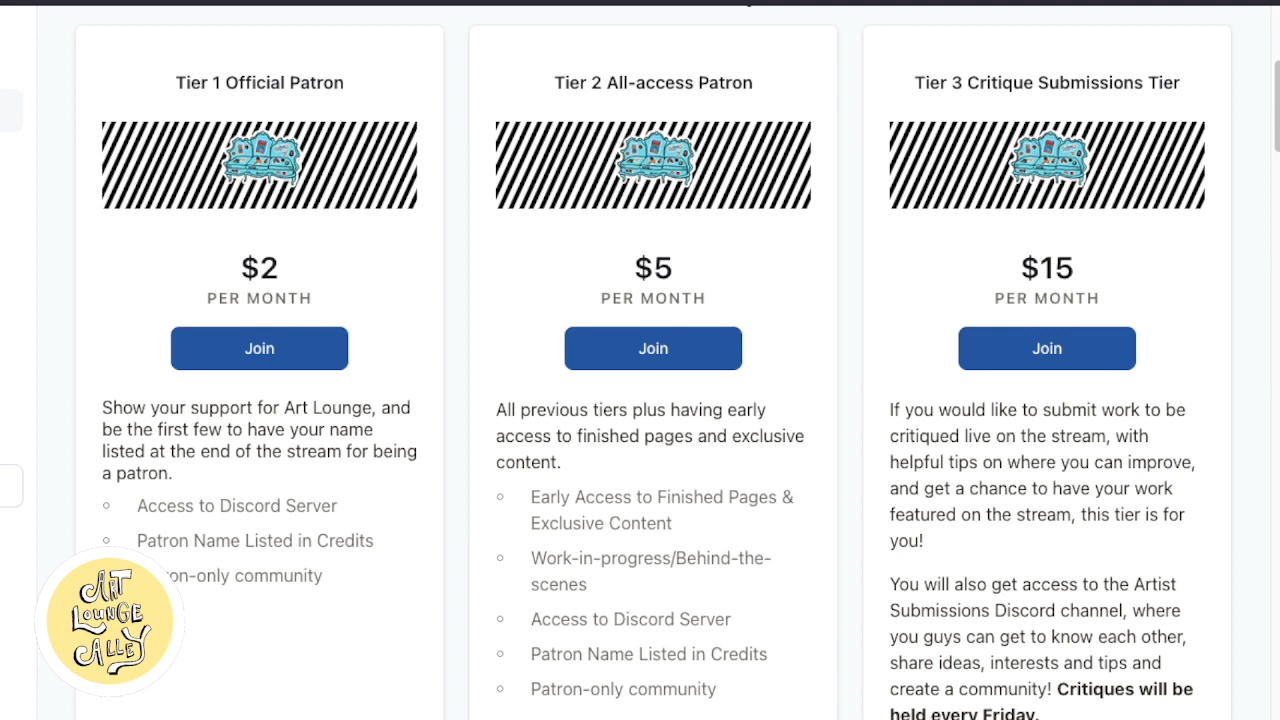 Tier 1 Official Patron
$2
PER MONTH
Join
Show your support for Art Lounge, and
be the first few to have your name
listed at the end of the stream for being
a patron.
Access to Discord Server
Patron Name Listed in Credits
on-only community
Tier 2 All-access Patron
$5
PER MONTH
Join
All previous tiers plus having early
access to finished pages and exclusive
content.
Early Access to Finished Pages &
Exclusive Content
Work-in-progress/Behind-the-
scenes
Access to Discord Server
Patron Name Listed in Credits
Patron-only community
Tier 3 Critique Submissions Tier
$15
PER MONTH
Join
If you would like to submit work to be
critiqued live on the stream, with
helpful tips on where you can improve,
and get a chance to have your work
featured on the stream, this tier is for
you!
You will also get access to the Artist
Submissions Discord channel, where
you guys can get to know each other,
share ideas, interests and tips and
create a community! Critiques will be
held every Friday.
ART
LOUNGE
ALLEY